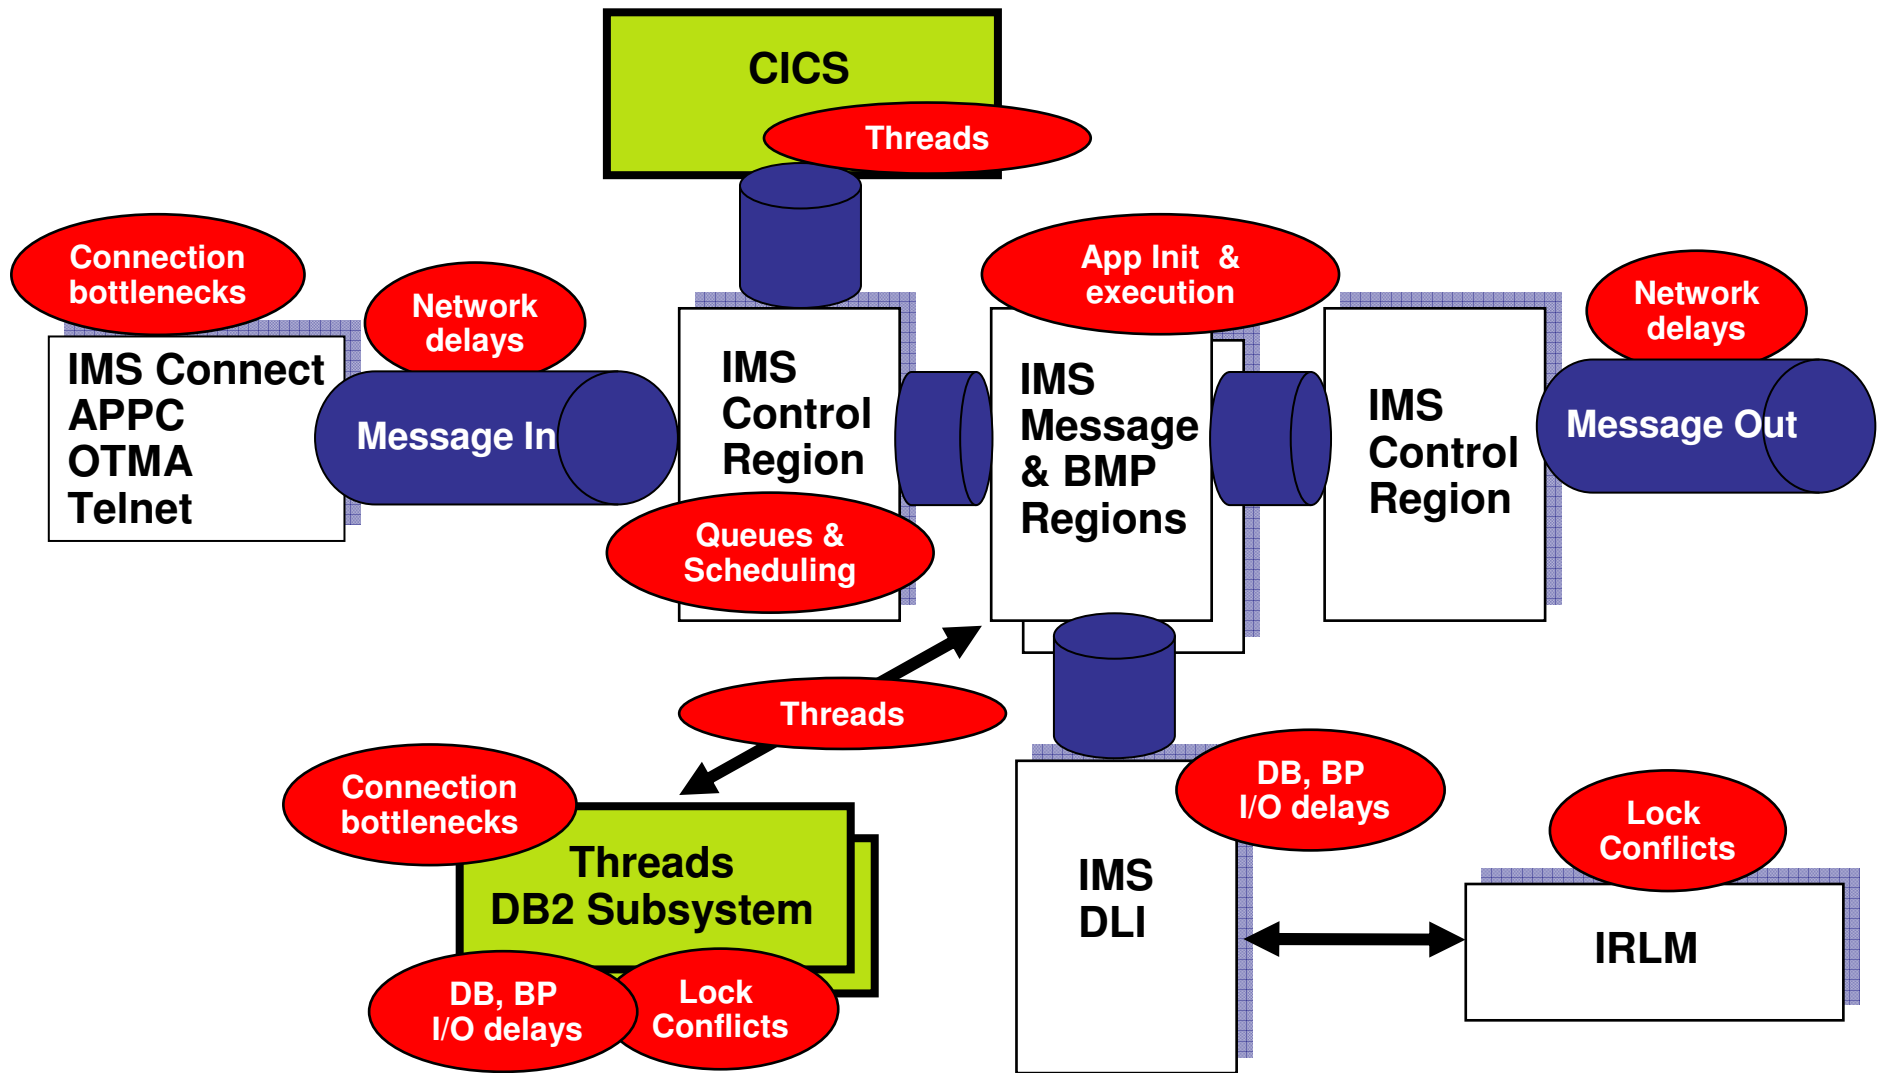 CICS
Threads
Connection
bottlenecks
Network
delays
App Init &
execution
Network
delays
IMS Connect
APPC
OTMA
Telnet
Message In
IMS
Control
Region
Queues &
Scheduling
IMS
Message
& BMP
Regions
IMS
Control
Region
Message Out
Threads
Connection
bottlenecks
Threads
DB2 Subsystem
DB, BP
I/O delays
Lock
Conflicts
IMS
DLI
DB, BP
I/O delays
Lock
Conflicts
IRLM